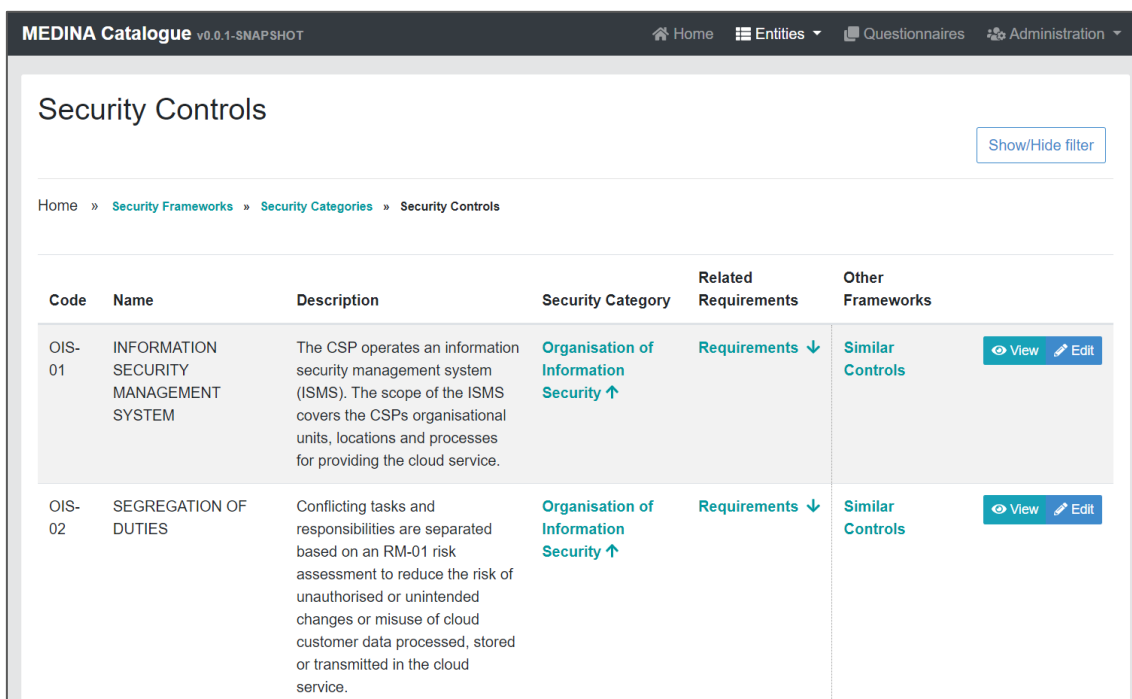 MEDINA Catalogue v0.0.1-SNAPSHOT
Home
Entities
Questionnaires
Administration
Security Controls
Show/Hide filter
Home » Security Frameworks » Security Categories » Security Controls
Code
Name
Description
Security Category
Related
Requirements
Other
Frameworks
OIS-
01
INFORMATION
SECURITY
MANAGEMENT
SYSTEM
The CSP operates an information
security management system
(ISMS). The scope of the ISMS
covers the CSPs organisational
units, locations and processes
for providing the cloud service.
Organisation of
Information
Security ↑
Requirements ↓
Similar
Controls
View
Edit
OIS-
02
SEGREGATION OF
DUTIES
Conflicting tasks and
responsibilities are separated
based on an RM-01 risk
assessment to reduce the risk of
unauthorised or unintended
changes or misuse of cloud
customer data processed, stored
or transmitted in the cloud
service.
Organisation of
Information
Security ↑
Requirements ↓
Similar
Controls
View
Edit